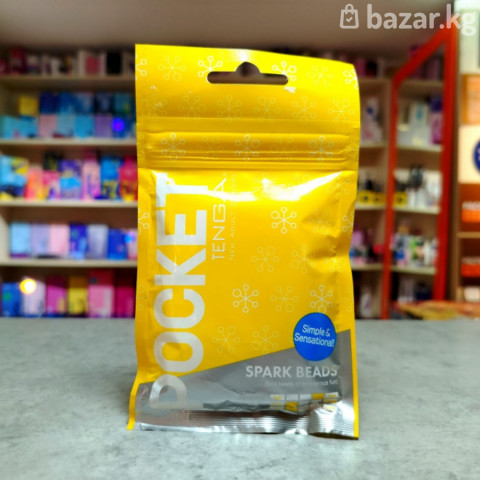 bazar.kg
POCKET
TENGA
Simple &
Sensational!
SPARK BEADS